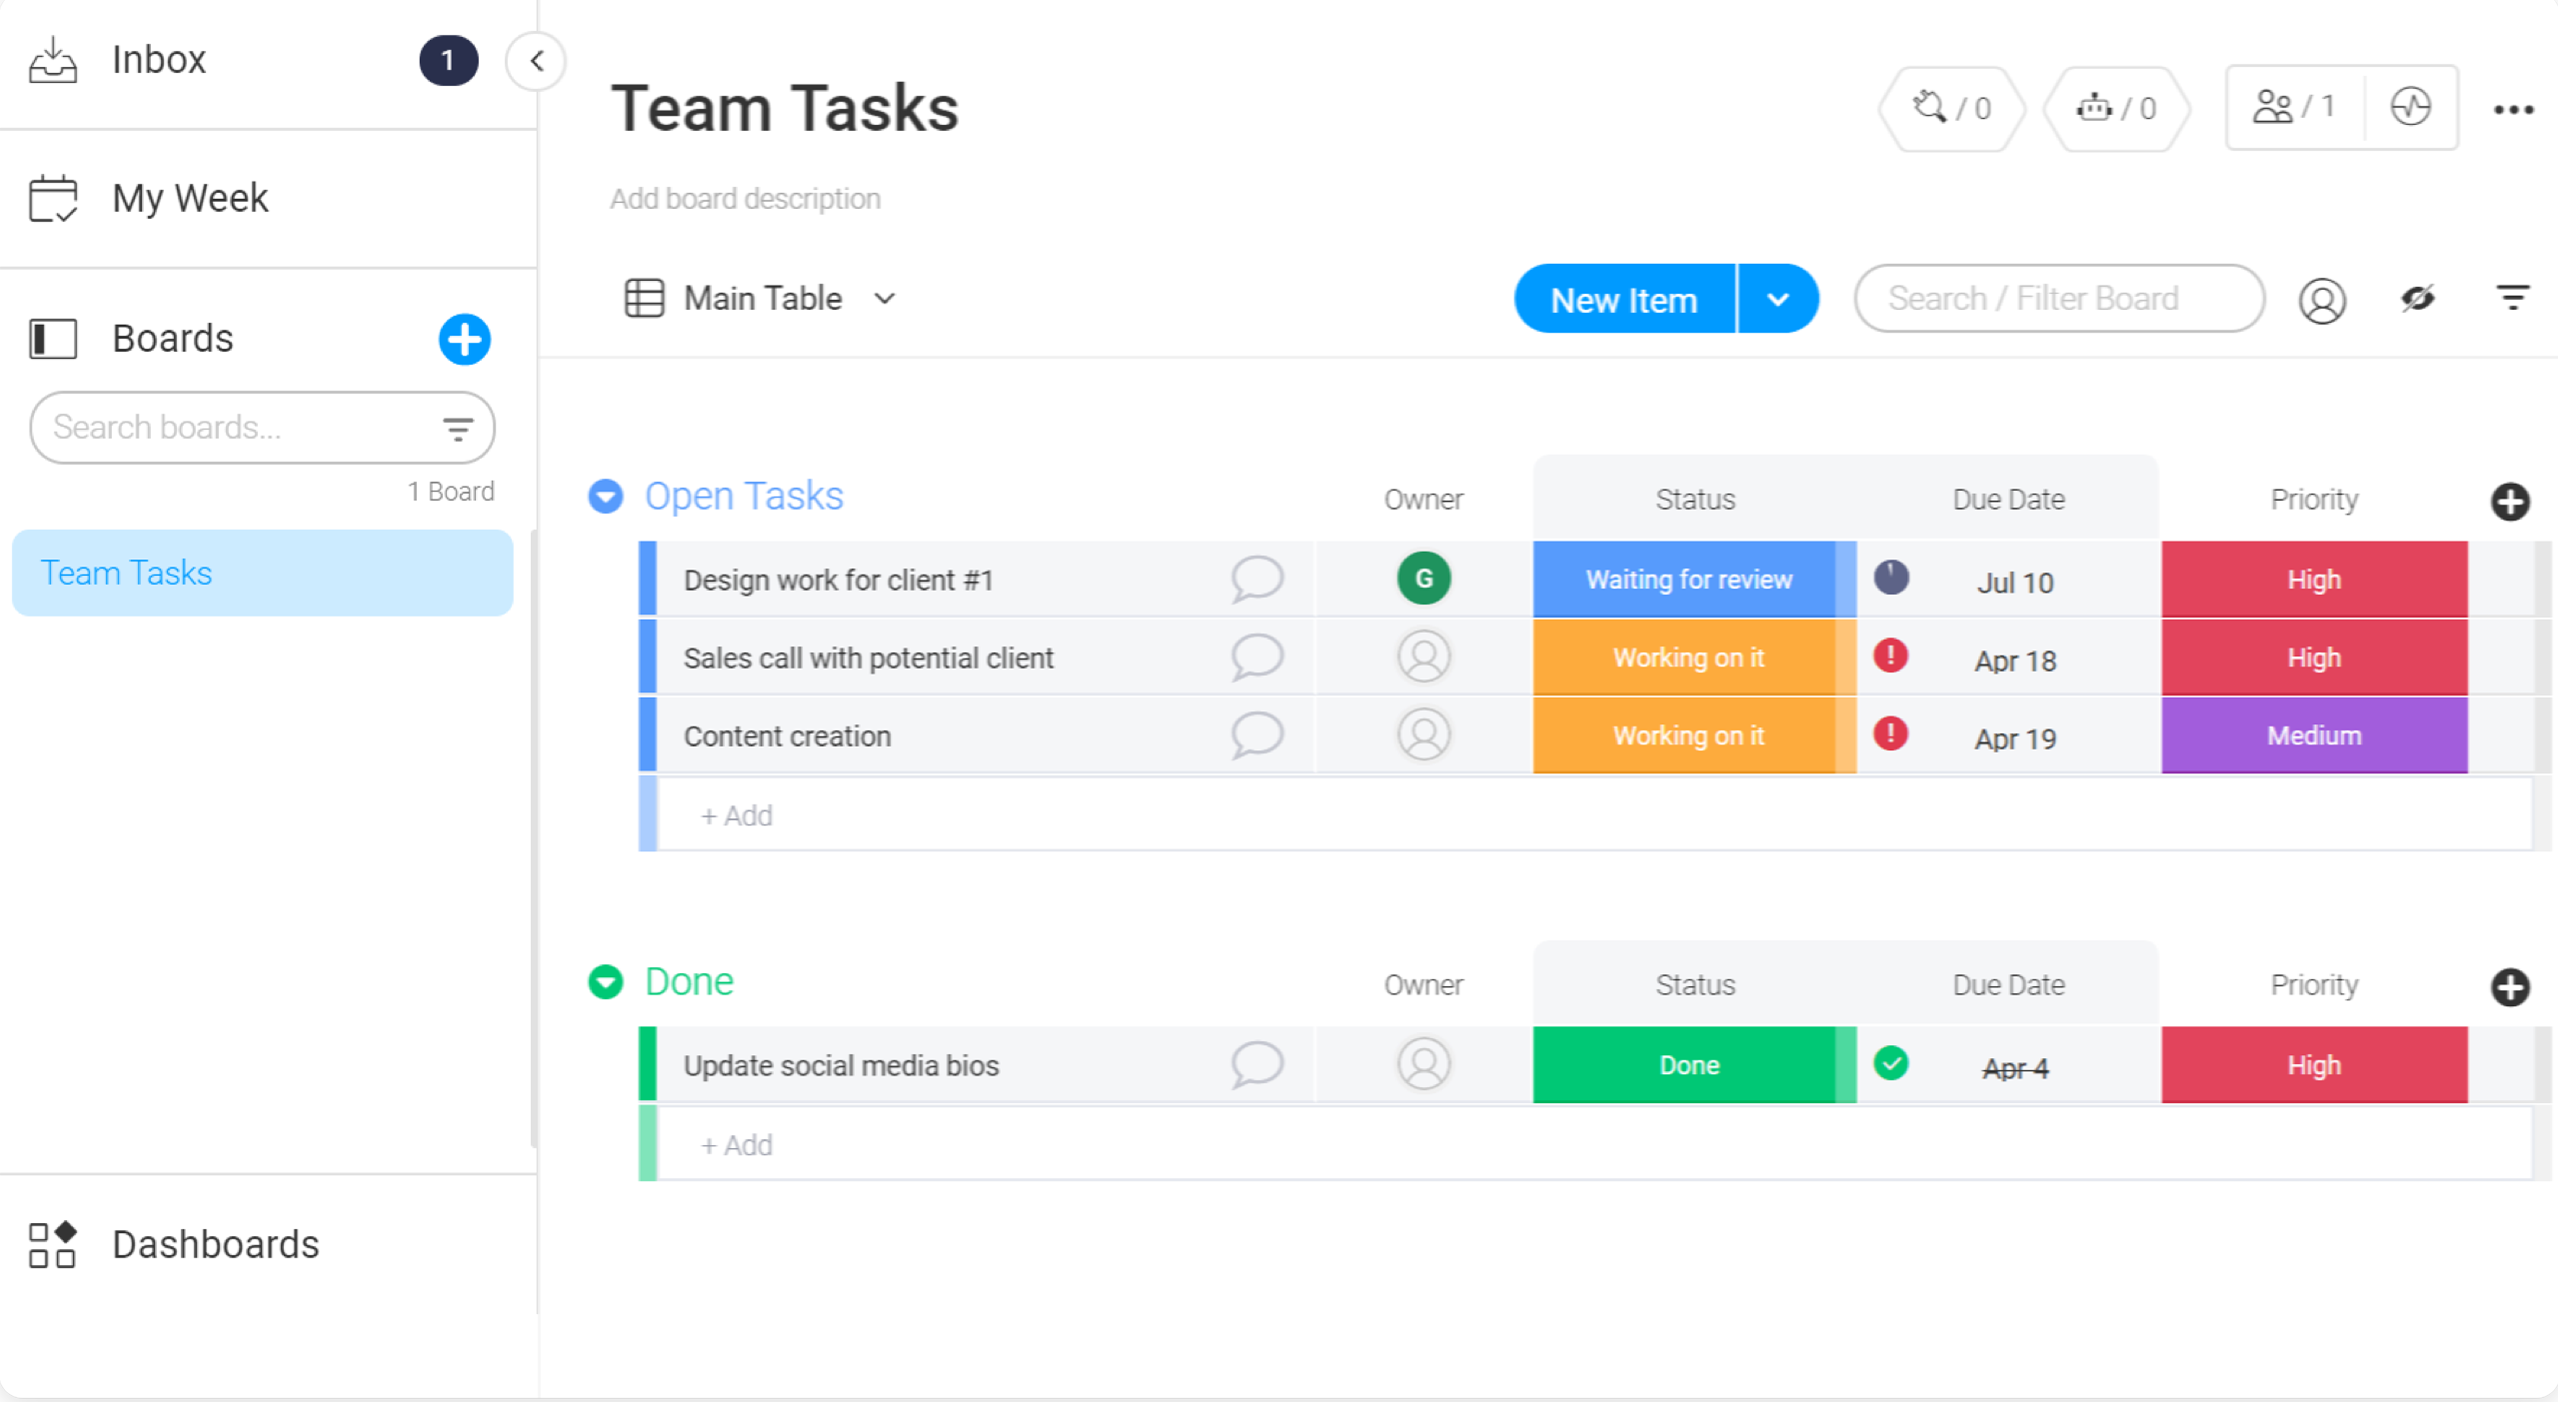 Inbox
1
My Week
Boards
Search boards...
1 Board
Team Tasks
Dashboards
Team Tasks
/ 0
/ 0
/ 1
Add board description
Main Table
New Item
Search / Filter Board
Open Tasks Owner Status Due Date Priority
Design work for client #1 G Waiting for review Jul 10 High
Sales call with potential client Working on it ! Apr 18 High
Content creation Working on it ! Apr 19 Medium
+ Add
Done Owner Status Due Date Priority
Update social media bios Done Apr 4 High
+ Add